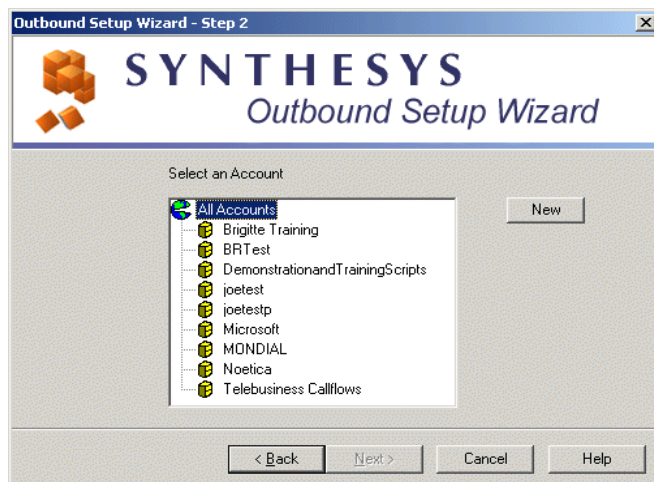 Outbound Setup Wizard - Step 2
SYNTHESYS
Outbound Setup Wizard
Select an Account
All Accounts
New
Brigitte Training
BRTest
DemonstrationandTrainingScripts
joetest
joetestp
Microsoft
MONDIAL
Noetica
Telebusiness Callflows
< Back
Next >
Cancel
Help